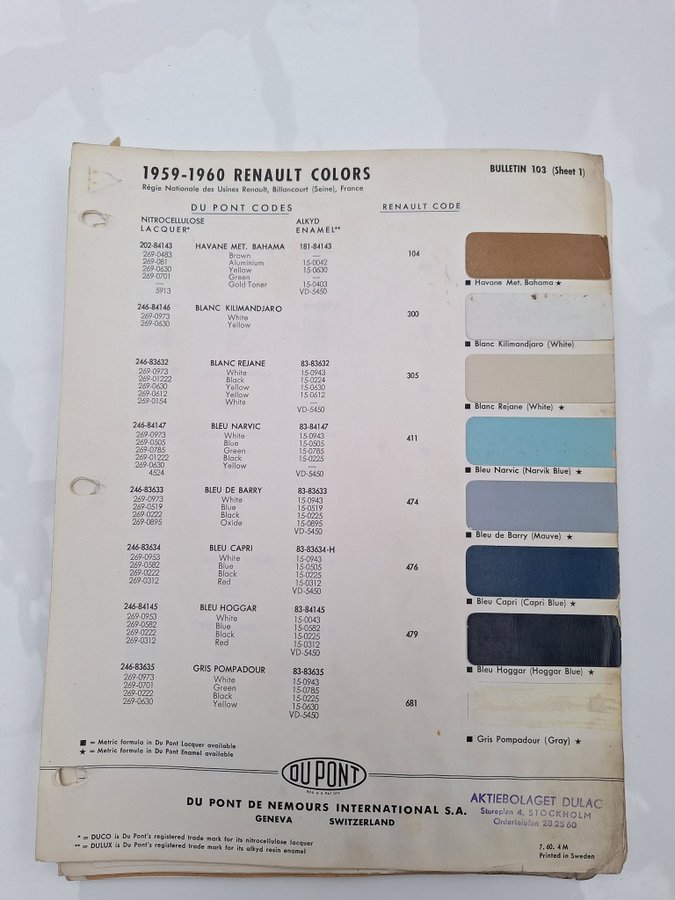 1959-1960 RENAULT COLORS
BULLETIN 103 (Sheet 1)
Régie Nationale des Usines Renault, Billancourt (Seine), France
DU PONT CODES
RENAULT CODE
NITROCELLULOSE ALKYD
LACQUER* ENAMEL**
202-84143 HAVANE MET. BAHAMA 181-84143
269-0483 Brown —
269-081 Aluminium 15-0042
269-0630 Yellow 15-0630
269-0701 Green —
— Gold Toner 15-0403
5913 VD-5450
104
■ Havane Met. Bahama ★
246-84146 BLANC KILIMANDJARO
269-0973 White
269-0630 Yellow
300
■ Blanc Kilimandjaro (White)
246-83632 BLANC REJANE 83-83632
269-0973 White 15-0943
269-01222 Black 15-0224
269-0630 Yellow 15-0630
269-0612 Yellow 15-0612
269-0154 White —
VD-5450
305
■ Blanc Rejane (White) ★
246-84147 BLEU NARVIC 83-84147
269-0973 White 15-0943
269-0505 Blue 15-0505
269-0785 Green 15-0785
269-01222 Black 15-0225
269-0630 Yellow —
4524 VD-5450
411
■ Bleu Narvic (Narvik Blue) ★
246-83633 BLEU DE BARRY 83-83633
269-0973 White 15-0943
269-0519 Blue 15-0519
269-0222 Black 15-0225
269-0895 Oxide 15-0895
VD-5450
474
■ Bleu de Barry (Mauve) ★
246-83634 BLEU CAPRI 83-83634-H
269-0953 White 15-0943
269-0582 Blue 15-0505
269-0222 Black 15-0225
269-0312 Red 15-0312
VD-5450
476
■ Bleu Capri (Capri Blue) ★
246-84145 BLEU HOGGAR 83-84145
269-0953 White 15-0043
269-0582 Blue 15-0582
269-0222 Black 15-0225
269-0312 Red 15-0312
VD-5450
479
■ Bleu Hoggar (Hoggar Blue) ★
246-83635 GRIS POMPADOUR 83-83635
269-0973 White 15-0943
269-0701 Green 15-0785
269-0222 Black 15-0225
269-0630 Yellow 15-0630
VD-5450
681
■ Gris Pompadour (Gray) ★
■ = Metric formula in Du Pont Lacquer available
★ = Metric formula in Du Pont Enamel available
DU PONT
REG. U.S. PAT. OFF.
DU PONT DE NEMOURS INTERNATIONAL S.A.
GENEVA SWITZERLAND
AKTIEBOLAGET DULAC
Stureplan 4, STOCKHOLM
Ordertelefon 28 25 60
* = DUCO is Du Pont's registered trade mark for its nitrocellulose lacquer
** = DULUX is Du Pont's registered trade mark for its alkyd resin enamel
7. 60. 4 M
Printed in Sweden